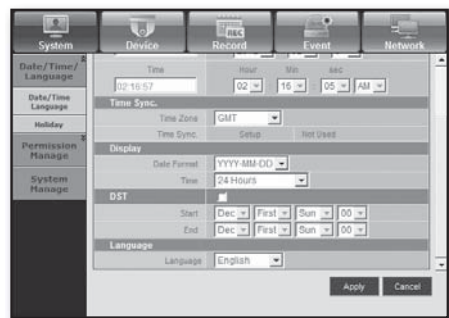 System Device Record Event Network
REC
Date/Time/
Language
Date/Time
Language
Holiday
Permission
Manage
System
Manage
Time Hour Min sec
02:16:57 02 : 16 : 05 AM
Time Sync.
Time Zone GMT
Time Sync. Setup Not Used
Display
Date Format YYYY-MM-DD
Time 24 Hours
DST
Start Dec First Sun 00
End Dec First Sun 00
Language
Language English
Apply Cancel